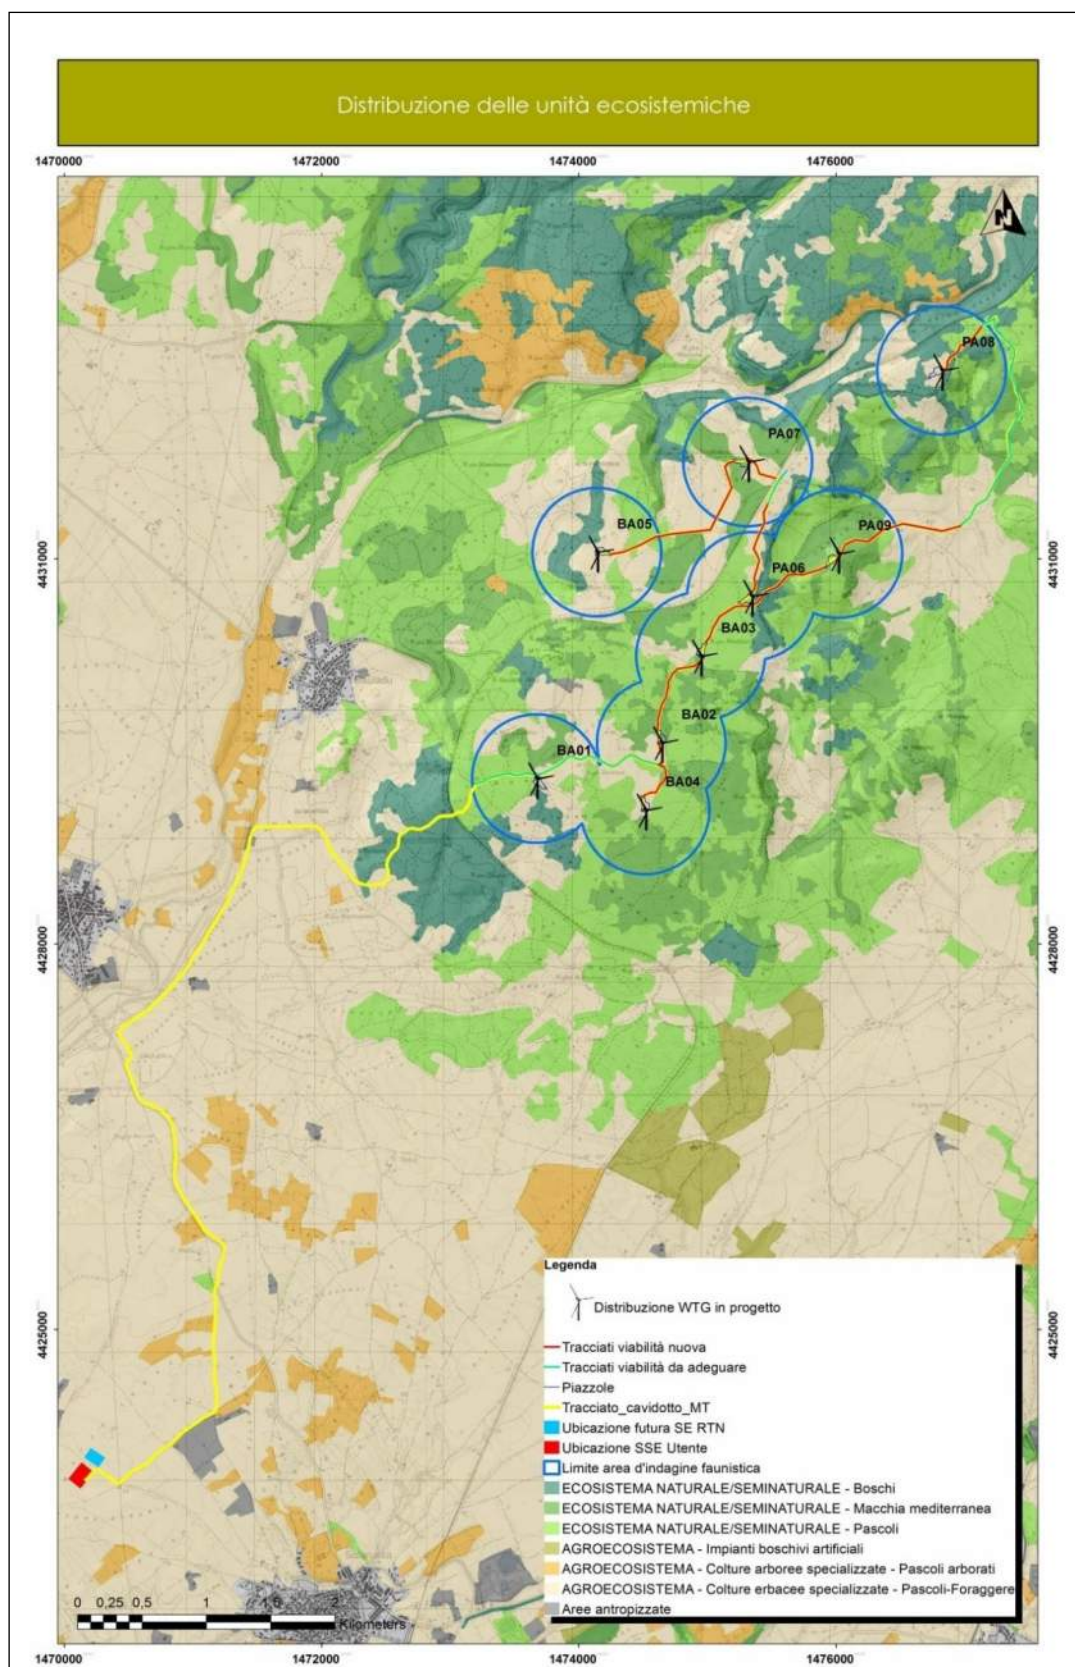 Distribuzione delle unità ecosistemiche
1470000 1472000 1474000 1476000
N
PA08
PA07
BA05
PA09
4431000 4431000
PA06
BA03
BA02
BA01
BA04
4428000 4428000
4425000 4425000
Legenda
Distribuzione WTG in progetto
Tracciati viabilità nuova
Tracciati viabilità da adeguare
Piazzole
Tracciato_cavidotto_MT
Ubicazione futura SE RTN
Ubicazione SSE Utente
Limite area d'indagine faunistica
ECOSISTEMA NATURALE/SEMINATURALE - Boschi
ECOSISTEMA NATURALE/SEMINATURALE - Macchia mediterranea
ECOSISTEMA NATURALE/SEMINATURALE - Pascoli
AGROECOSISTEMA - Impianti boschivi artificiali
AGROECOSISTEMA - Colture arboree specializzate - Pascoli arborati
AGROECOSISTEMA - Colture erbacee specializzate - Pascoli-Foraggere
Aree antropizzate
0 0,25 0,5 1 1,5 2
Kilometers
1470000 1472000 1474000 1476000